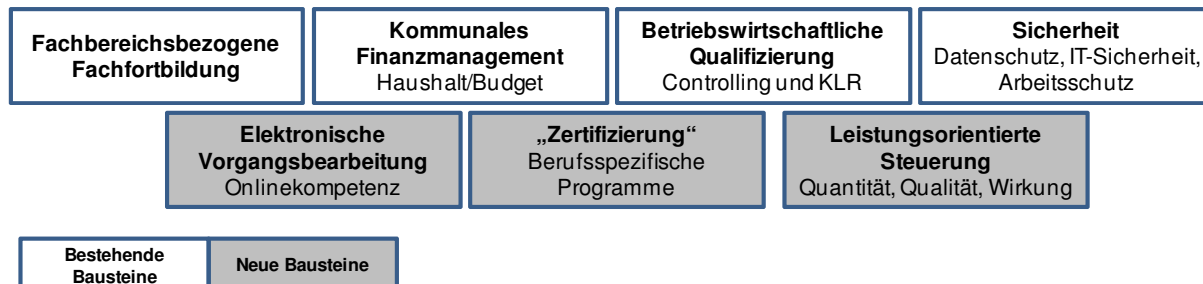 Fachbereichsbezogene
Fachfortbildung
Kommunales
Finanzmanagement
Haushalt/Budget
Betriebswirtschaftliche
Qualifizierung
Controlling und KLR
Sicherheit
Datenschutz, IT-Sicherheit,
Arbeitsschutz
Elektronische
Vorgangsbearbeitung
Onlinekompetenz
„Zertifizierung“
Berufsspezifische
Programme
Leistungsorientierte
Steuerung
Quantität, Qualität, Wirkung
Bestehende
Bausteine
Neue Bausteine